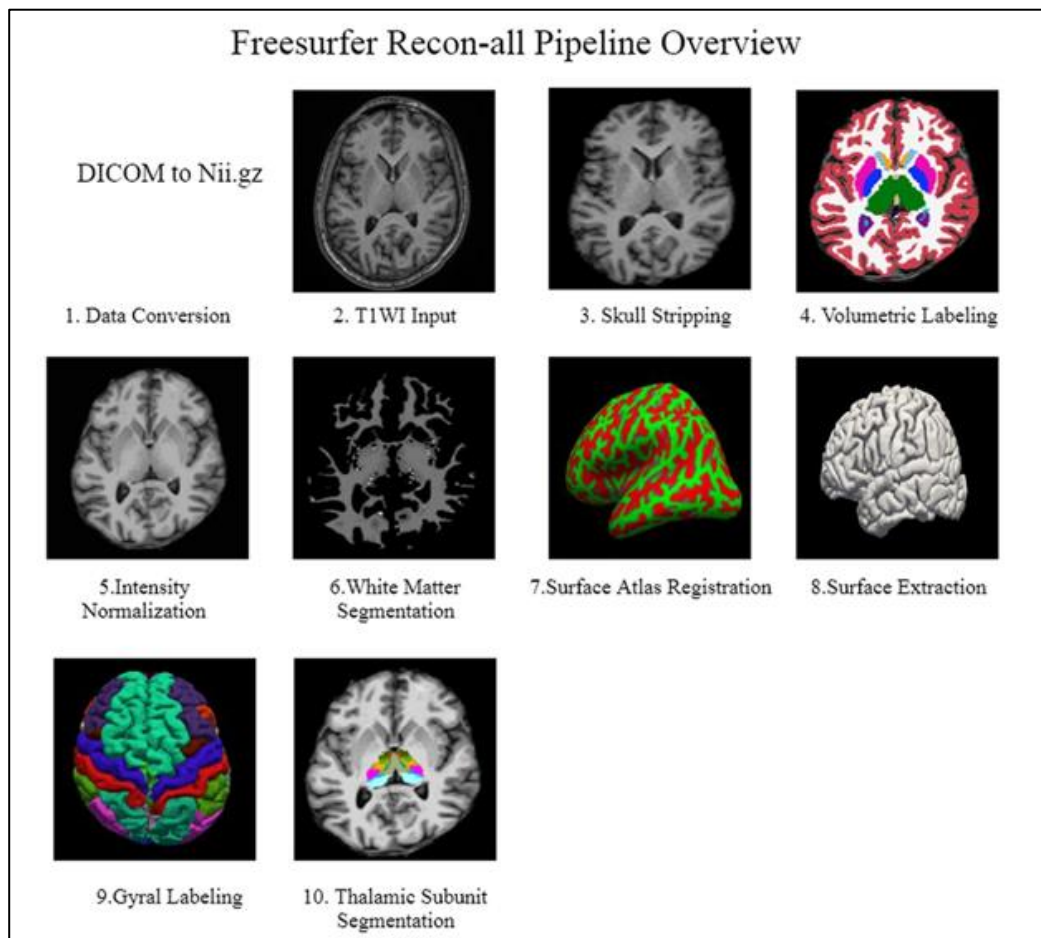 Freesurfer Recon-all Pipeline Overview
DICOM to Nii.gz
1. Data Conversion
2. T1WI Input
3. Skull Stripping
4. Volumetric Labeling
5.Intensity
Normalization
6.White Matter
Segmentation
7.Surface Atlas Registration
8.Surface Extraction
9.Gyral Labeling
10. Thalamic Subunit
Segmentation